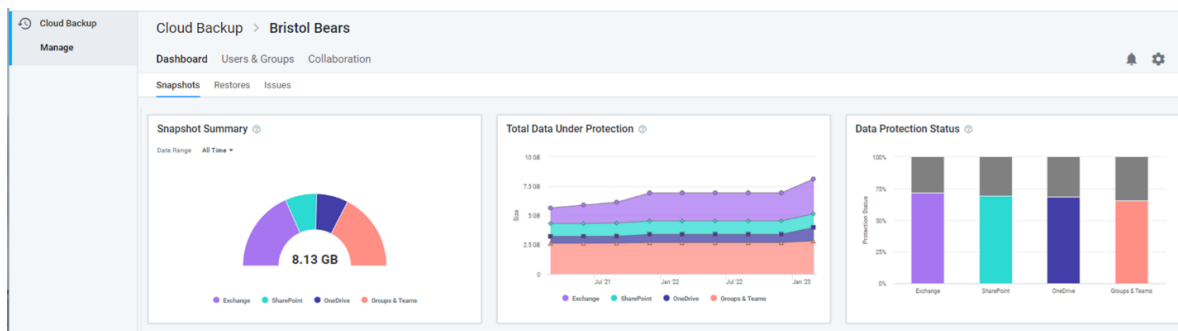 Cloud Backup
Manage
Cloud Backup > Bristol Bears
Dashboard Users & Groups Collaboration
Snapshots Restores Issues
Snapshot Summary
Date Range All Time
8.13 GB
Exchange SharePoint OneDrive Groups & Teams
Total Data Under Protection
10 GB
7.5 GB
5 GB
2.5 GB
0
Size
Jul '21 Jan '22 Jul '22 Jan '23
Exchange SharePoint OneDrive Groups & Teams
Data Protection Status
100%
75%
50%
25%
0%
Protection Status
Exchange SharePoint OneDrive Groups & Teams